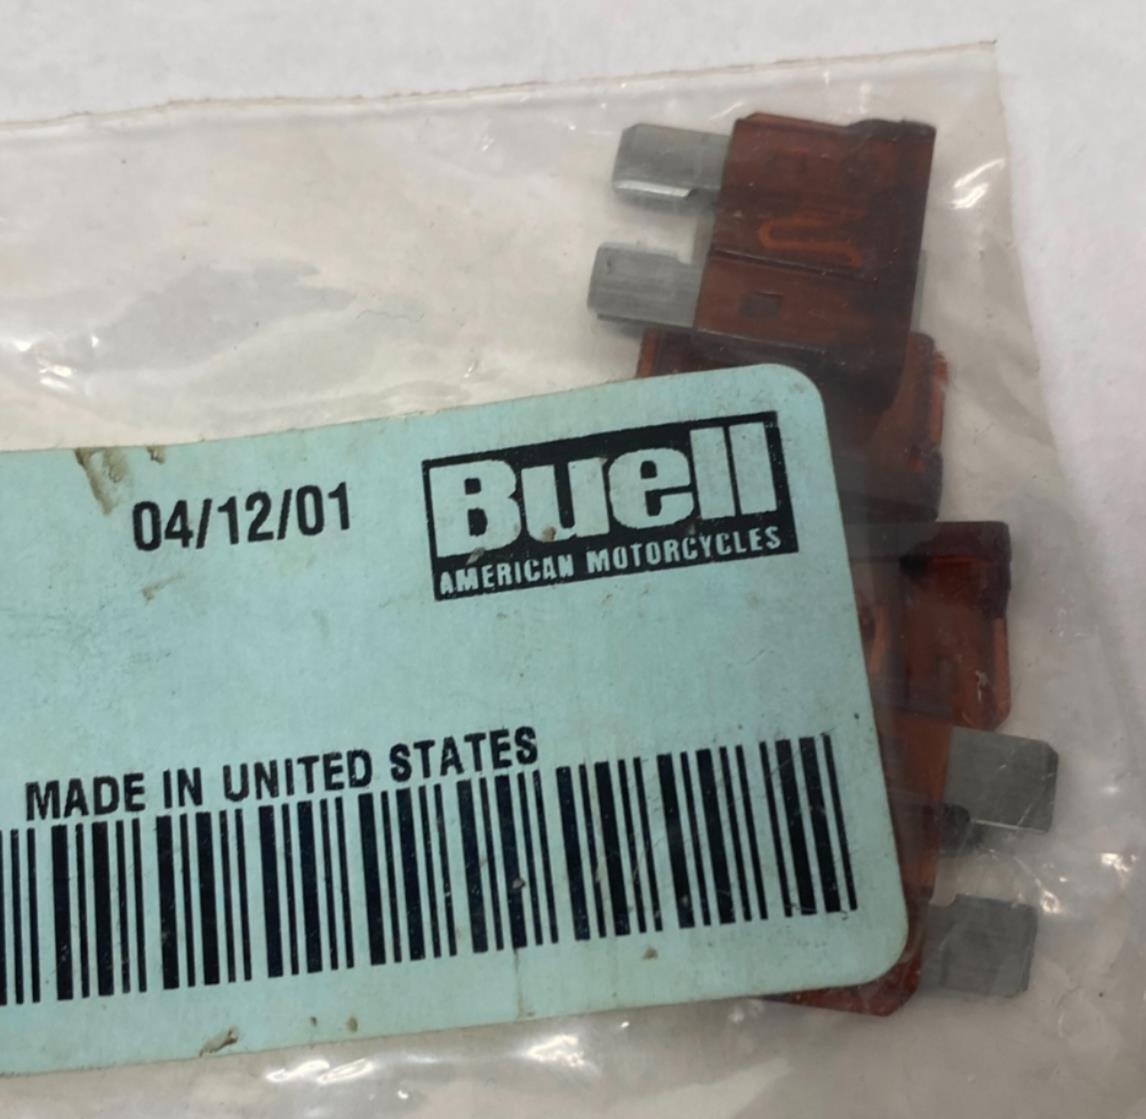 04/12/01
Buell
AMERICAN MOTORCYCLES
MADE IN UNITED STATES